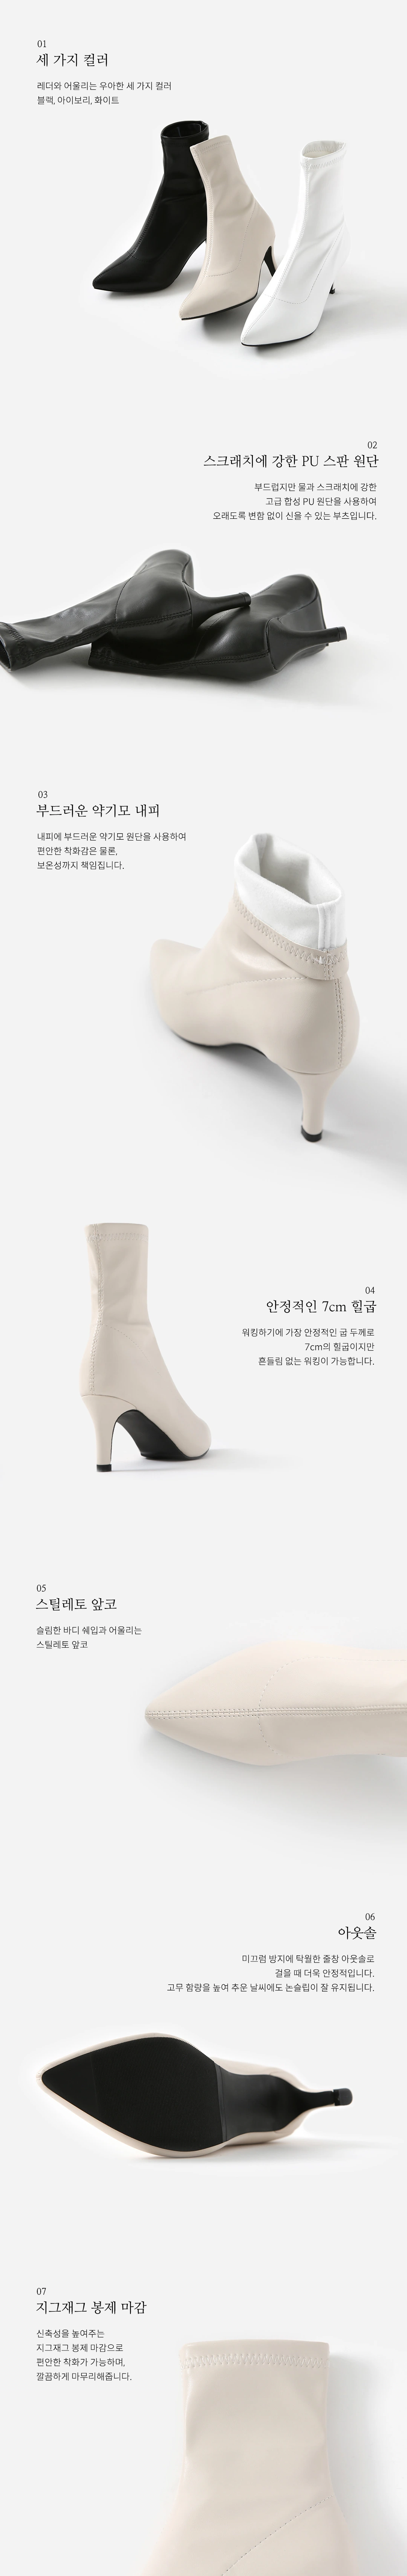 01
세 가지 컬러
레더와 어울리는 우아한 세 가지 컬러
블랙, 아이보리, 화이트
02
스크래치에 강한 PU 스판 원단
부드럽지만 물과 스크래치에 강한
고급 합성 PU 원단을 사용하여
오래도록 변함 없이 신을 수 있는 부츠입니다.
03
부드러운 약기모 내피
내피에 부드러운 약기모 원단을 사용하여
편안한 착화감은 물론,
보온성까지 책임집니다.
04
안정적인 7cm 힐굽
워킹하기에 가장 안정적인 굽 두께로
7cm의 힐굽이지만
흔들림 없는 워킹이 가능합니다.
05
스틸레토 앞코
슬림한 바디 쉐입과 어울리는
스틸레토 앞코
06
아웃솔
미끄럼 방지에 탁월한 줄창 아웃솔로
걸을 때 더욱 안정적입니다.
고무 함량을 높여 추운 날씨에도 논슬립이 잘 유지됩니다.
07
지그재그 봉제 마감
신축성을 높여주는
지그재그 봉제 마감으로
편안한 착화가 가능하며,
깔끔하게 마무리해줍니다.